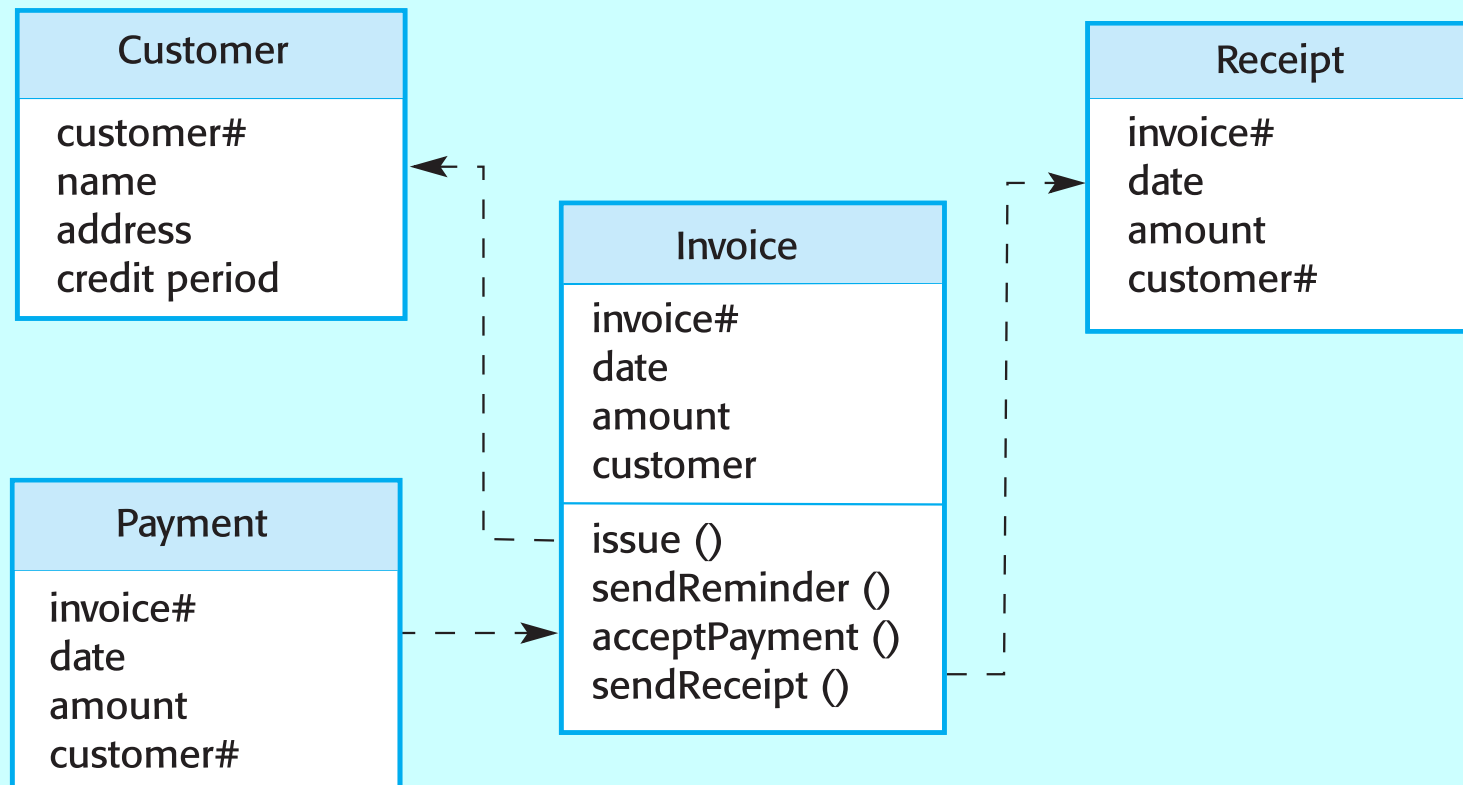 Customer
customer#
name
address
credit period
Receipt
invoice#
date
amount
customer#
Invoice
invoice#
date
amount
customer
issue ()
sendReminder ()
acceptPayment ()
sendReceipt ()
Payment
invoice#
date
amount
customer#